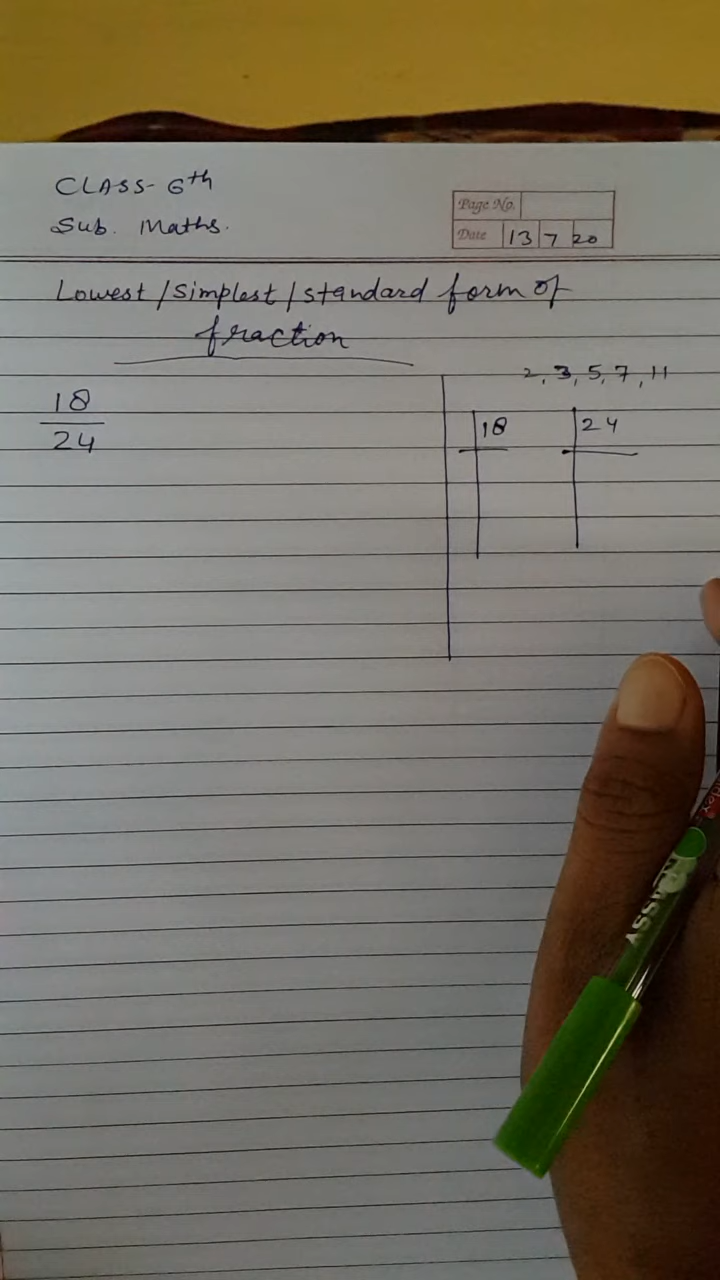 CLASS- 6th
Sub. Maths.
Page No.
Date 13 7 20
Lowest/simplest/standard form of
fraction
18
24
2, 3, 5, 7, 11
18 24
CLASSY